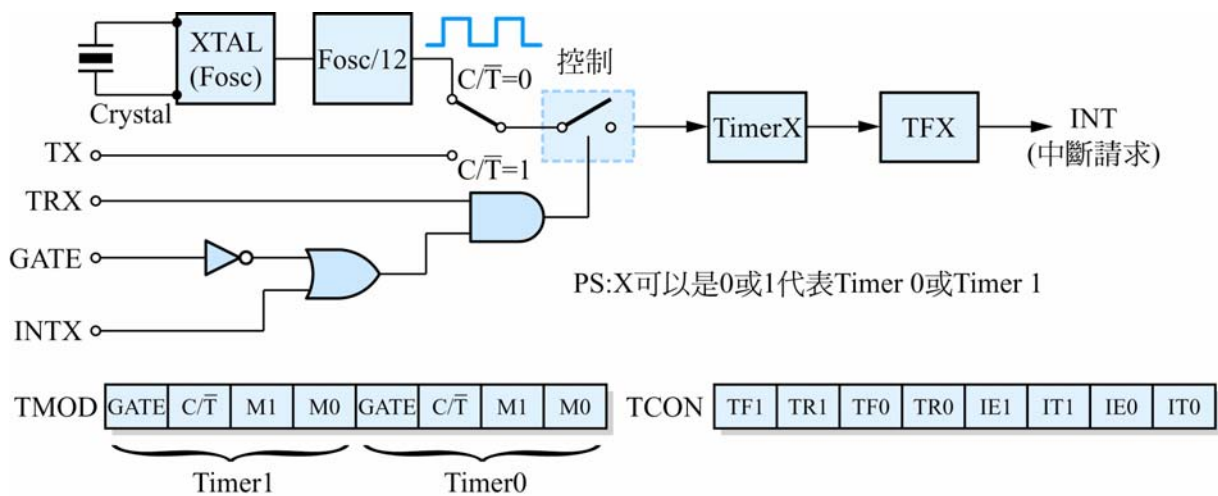 XTAL
(Fosc)
Fosc/12
C/T̅=0
控制
Crystal
TX
C/T̅=1
TimerX
TFX
INT
(中斷請求)
TRX
GATE
INTX
PS:X可以是0或1代表Timer 0或Timer 1
TMOD GATE C/T̅ M1 M0 GATE C/T̅ M1 M0
TCON TF1 TR1 TF0 TR0 IE1 IT1 IE0 IT0
Timer1 Timer0